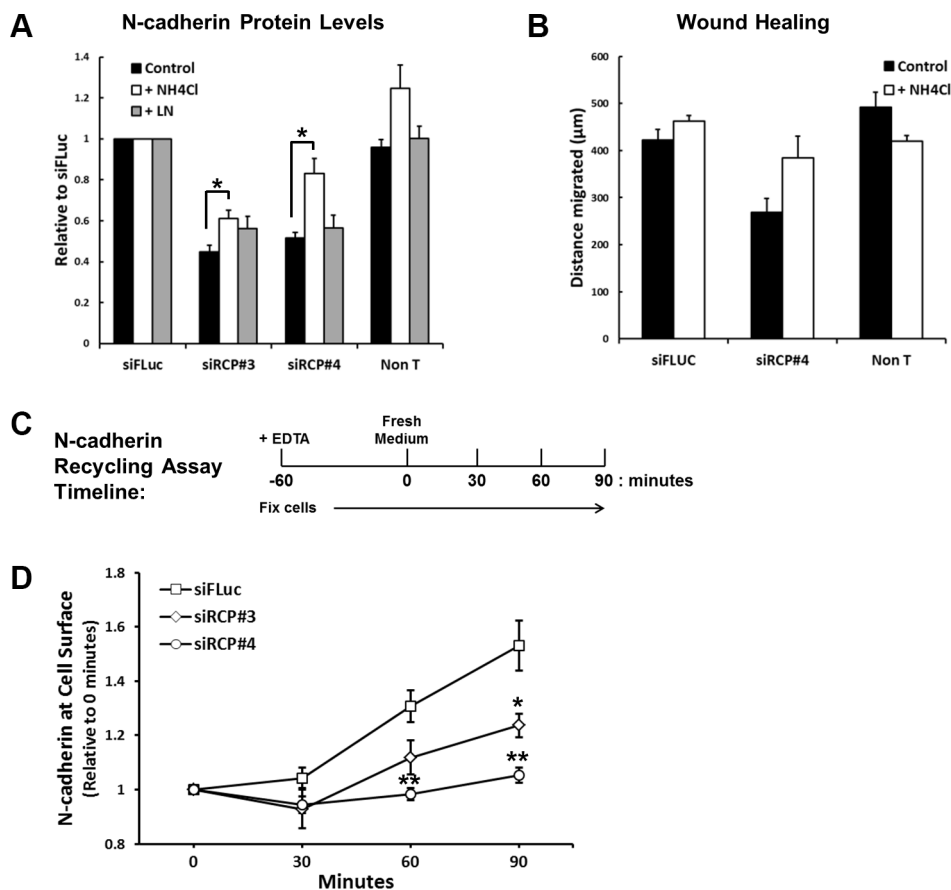 A
N-cadherin Protein Levels
Relative to siFLuc
1.4
1.2
1
0.8
0.6
0.4
0.2
0
Control
+ NH4Cl
+ LN
*
*
siFLuc
siRCP#3
siRCP#4
Non T
B
Wound Healing
Distance migrated (µm)
600
500
400
300
200
100
0
Control
+ NH4Cl
siFLUC
siRCP#4
Non T
C
N-cadherin
Recycling Assay
Timeline:
+ EDTA
Fresh
Medium
-60
0
30
60
90 : minutes
Fix cells
D
N-cadherin at Cell Surface
(Relative to 0 minutes)
1.8
1.6
1.4
1.2
1
0.8
siFLuc
siRCP#3
siRCP#4
*
**
**
0
30
60
90
Minutes